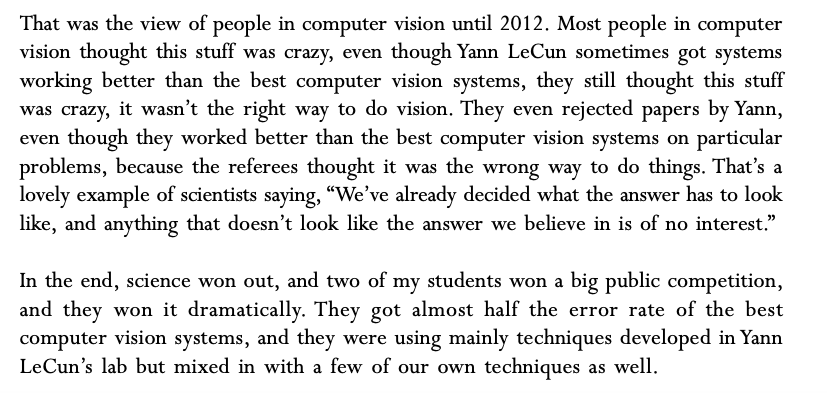 That was the view of people in computer vision until 2012. Most people in computer
vision thought this stuff was crazy, even though Yann LeCun sometimes got systems
working better than the best computer vision systems, they still thought this stuff
was crazy, it wasn’t the right way to do vision. They even rejected papers by Yann,
even though they worked better than the best computer vision systems on particular
problems, because the referees thought it was the wrong way to do things. That’s a
lovely example of scientists saying, “We’ve already decided what the answer has to look
like, and anything that doesn’t look like the answer we believe in is of no interest.”
In the end, science won out, and two of my students won a big public competition,
and they won it dramatically. They got almost half the error rate of the best
computer vision systems, and they were using mainly techniques developed in Yann
LeCun’s lab but mixed in with a few of our own techniques as well.